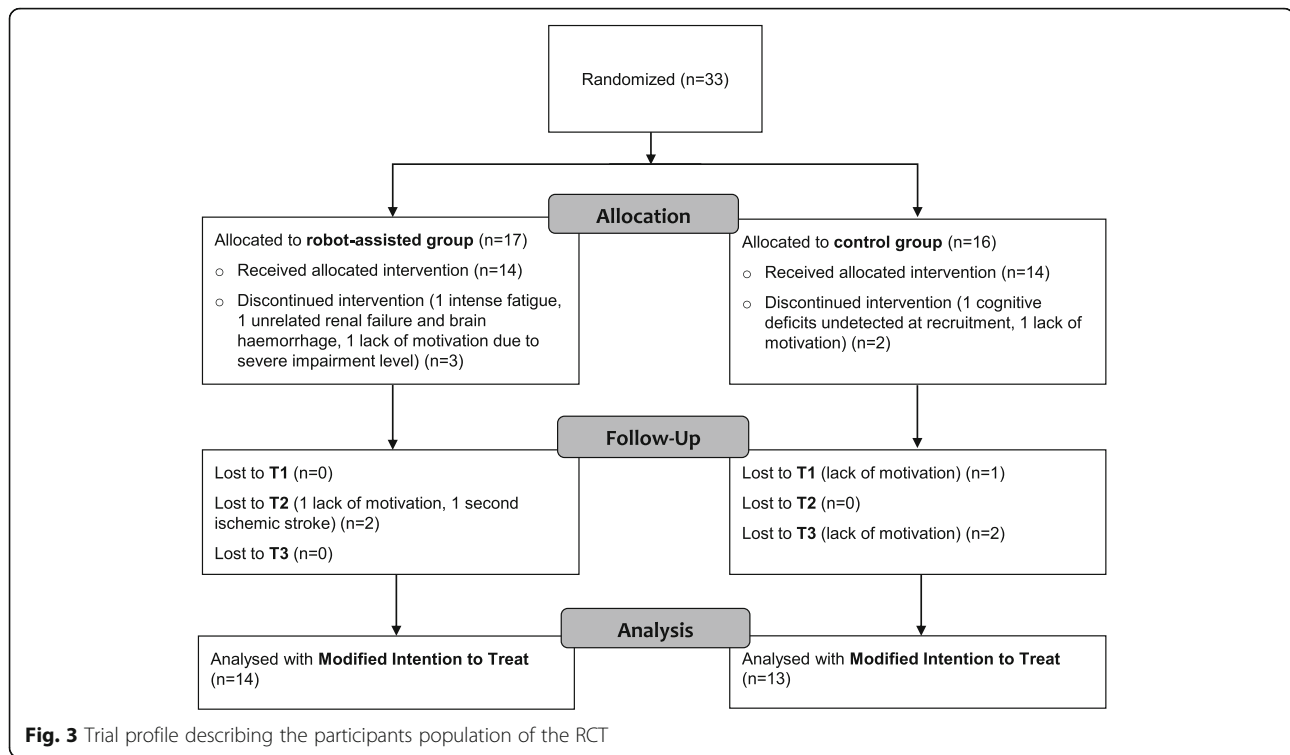 Randomized (n=33)
Allocation
Allocated to robot-assisted group (n=17)
○ Received allocated intervention (n=14)
○ Discontinued intervention (1 intense fatigue,
1 unrelated renal failure and brain
haemorrhage, 1 lack of motivation due to
severe impairment level) (n=3)
Allocated to control group (n=16)
○ Received allocated intervention (n=14)
○ Discontinued intervention (1 cognitive
deficits undetected at recruitment, 1 lack of
motivation) (n=2)
Follow-Up
Lost to T1 (n=0)
Lost to T2 (1 lack of motivation, 1 second
ischemic stroke) (n=2)
Lost to T3 (n=0)
Lost to T1 (lack of motivation) (n=1)
Lost to T2 (n=0)
Lost to T3 (lack of motivation) (n=2)
Analysis
Analysed with Modified Intention to Treat
(n=14)
Analysed with Modified Intention to Treat
(n=13)
Fig. 3 Trial profile describing the participants population of the RCT